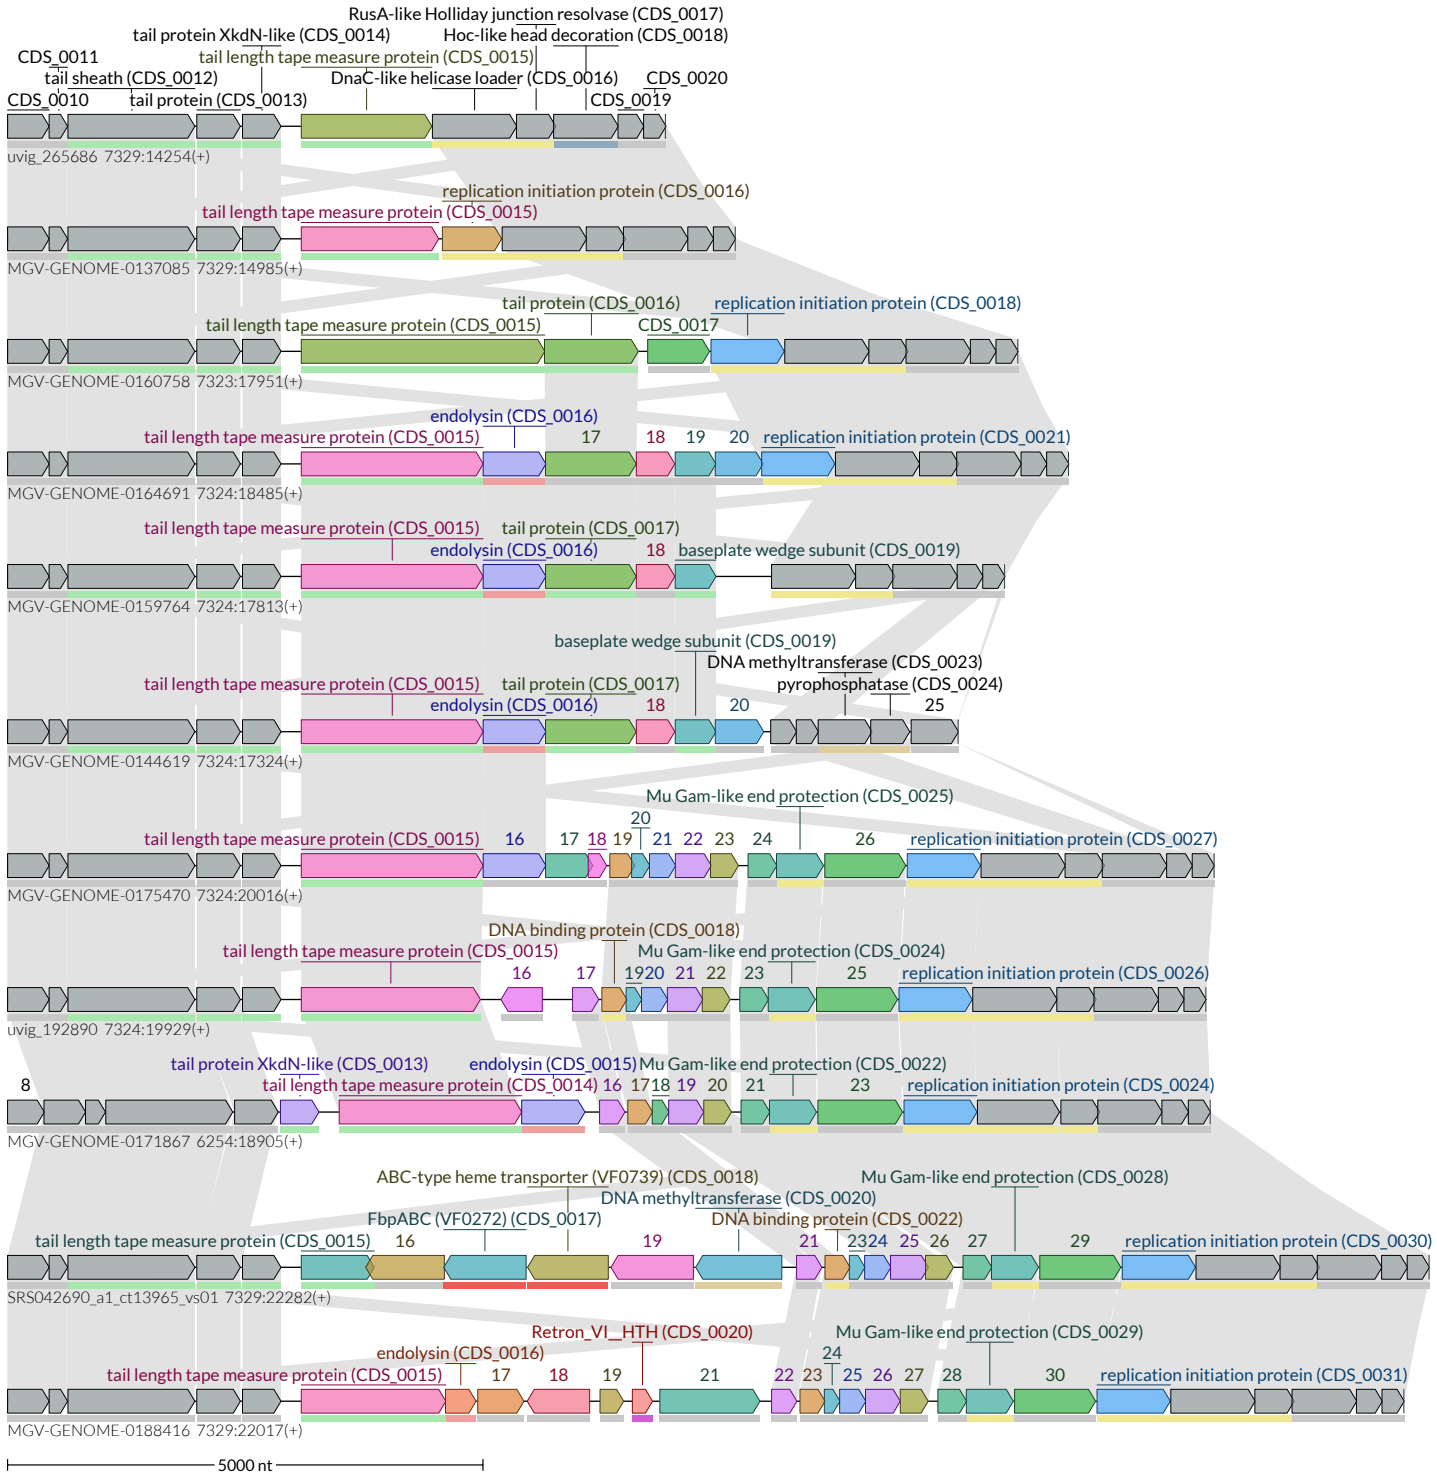 RusA-like Holliday junction resolvase (CDS_0017)
tail protein XkdN-like (CDS_0014) Hoc-like head decoration (CDS_0018)
CDS_0011 tail length tape measure protein (CDS_0015)
tail sheath (CDS_0012) DnaC-like helicase loader (CDS_0016) CDS_0020
CDS_0010 tail protein (CDS_0013) CDS_0019
uvig_265686 7329:14254(+)
replication initiation protein (CDS_0016)
tail length tape measure protein (CDS_0015)
MGV-GENOME-0137085 7329:14985(+)
tail protein (CDS_0016) replication initiation protein (CDS_0018)
tail length tape measure protein (CDS_0015) CDS_0017
MGV-GENOME-0160758 7323:17951(+)
endolysin (CDS_0016)
tail length tape measure protein (CDS_0015) 17 18 19 20 replication initiation protein (CDS_0021)
MGV-GENOME-0164691 7324:18485(+)
tail length tape measure protein (CDS_0015) tail protein (CDS_0017)
endolysin (CDS_0016) 18 baseplate wedge subunit (CDS_0019)
MGV-GENOME-0159764 7324:17813(+)
baseplate wedge subunit (CDS_0019)
DNA methyltransferase (CDS_0023)
tail length tape measure protein (CDS_0015) tail protein (CDS_0017) pyrophosphatase (CDS_0024)
endolysin (CDS_0016) 18 20 25
MGV-GENOME-0144619 7324:17324(+)
Mu Gam-like end protection (CDS_0025)
20
tail length tape measure protein (CDS_0015) 16 17 18 19 21 22 23 24 26 replication initiation protein (CDS_0027)
MGV-GENOME-0175470 7324:20016(+)
DNA binding protein (CDS_0018)
tail length tape measure protein (CDS_0015) Mu Gam-like end protection (CDS_0024)
16 17 19 20 21 22 23 25 replication initiation protein (CDS_0026)
uvig_192890 7324:19929(+)
tail protein XkdN-like (CDS_0013) endolysin (CDS_0015) Mu Gam-like end protection (CDS_0022)
8 tail length tape measure protein (CDS_0014) 16 17 18 19 20 21 23 replication initiation protein (CDS_0024)
MGV-GENOME-0171867 6254:18905(+)
ABC-type heme transporter (VF0739) (CDS_0018) Mu Gam-like end protection (CDS_0028)
DNA methyltransferase (CDS_0020)
FbpABC (VF0272) (CDS_0017) DNA binding protein (CDS_0022)
tail length tape measure protein (CDS_0015) 16 19 21 23 24 25 26 27 29 replication initiation protein (CDS_0030)
SRS042690_a1_ct13965_vs01 7329:22282(+)
Retron_VI__HTH (CDS_0020) Mu Gam-like end protection (CDS_0029)
endolysin (CDS_0016) 24
tail length tape measure protein (CDS_0015) 17 18 19 21 22 23 25 26 27 28 30 replication initiation protein (CDS_0031)
MGV-GENOME-0188416 7329:22017(+)
5000 nt